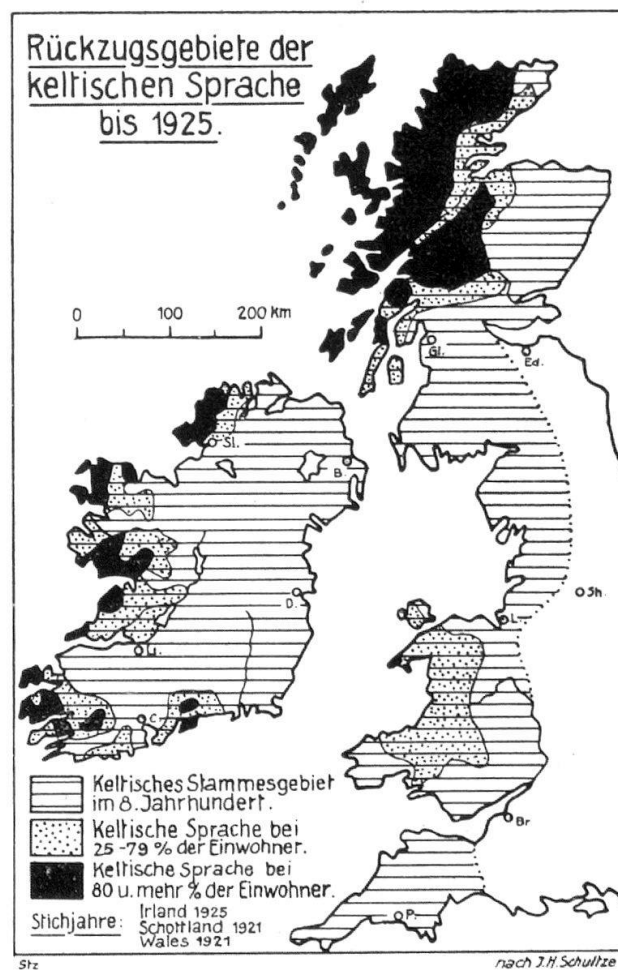 Rückzugsgebiete der
keltischen Sprache
bis 1925.
0 100 200 km
Gl.
Ed.
Sl.
B.
D.
Sh.
L.
Li.
C.
Br
P.
Keltisches Stammesgebiet
im 8. Jahrhundert.
Keltische Sprache bei
25-79 % der Einwohner.
Keltische Sprache bei
80 u. mehr % der Einwohner.
Stichjahre: Irland 1925
Schottland 1921
Wales 1921
Stz
nach J.H. Schultze